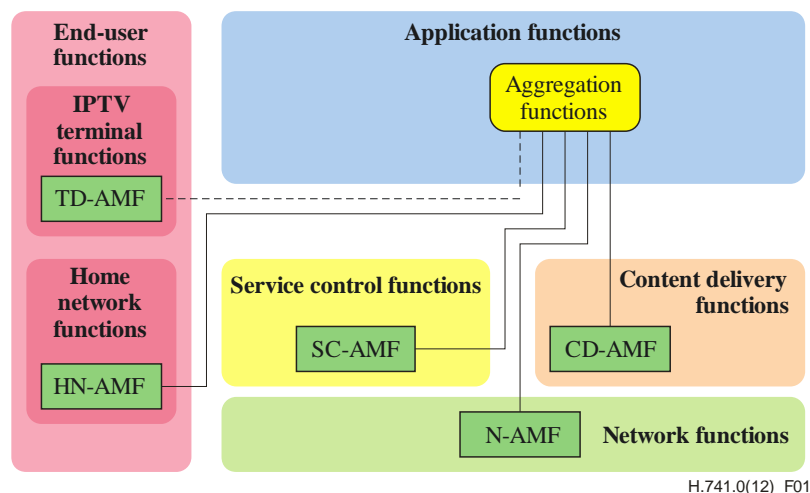 End-user
functions
IPTV
terminal
functions
TD-AMF
Home
network
functions
HN-AMF
Application functions
Aggregation
functions
Service control functions
SC-AMF
Content delivery
functions
CD-AMF
N-AMF
Network functions
H.741.0(12)_F01